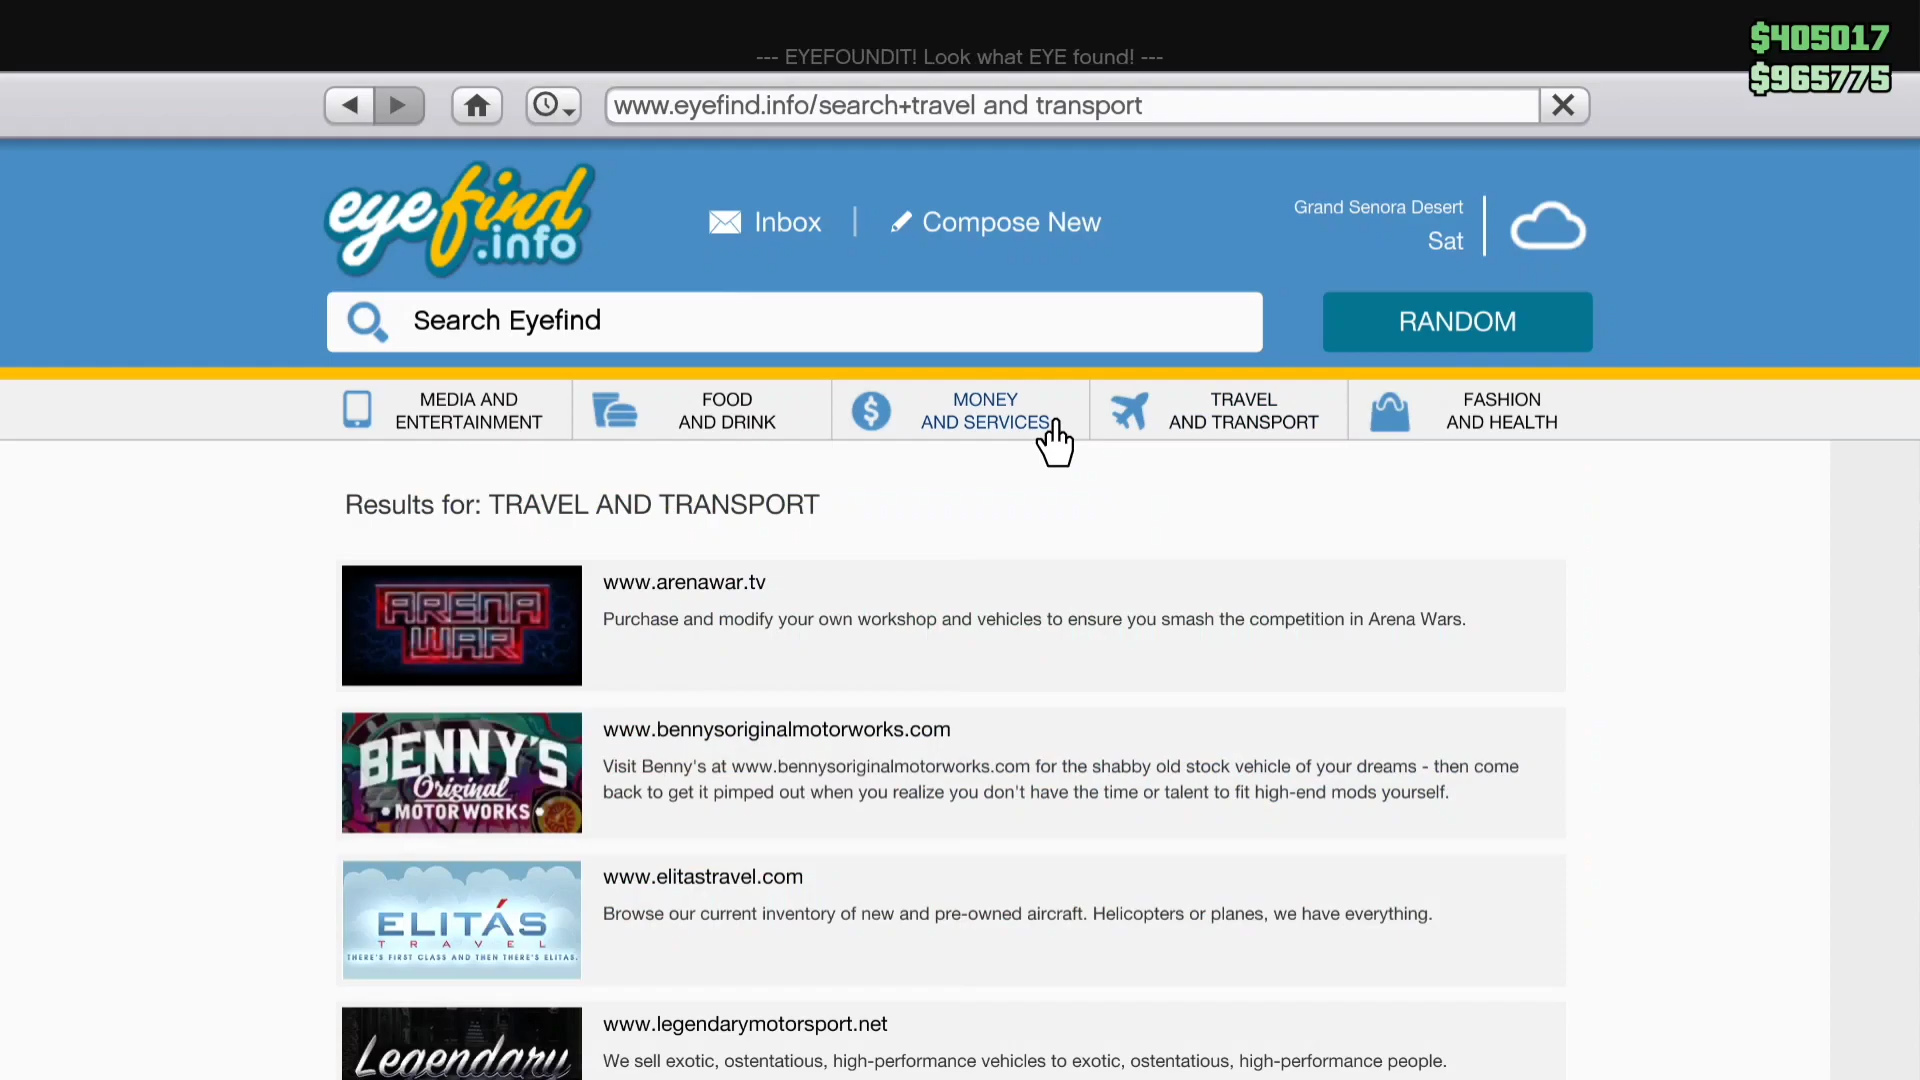 $405017
--- EYEFOUNDIT! Look what EYE found! ---
$965775
www.eyefind.info/search+travel and transport
eyefind
.info
Inbox
Compose New
Grand Senora Desert
Sat
Search Eyefind
RANDOM
MEDIA AND
ENTERTAINMENT
FOOD
AND DRINK
MONEY
AND SERVICES
TRAVEL
AND TRANSPORT
FASHION
AND HEALTH
Results for: TRAVEL AND TRANSPORT
ARENA
WAR
www.arenawar.tv
Purchase and modify your own workshop and vehicles to ensure you smash the competition in Arena Wars.
BENNY'S
Original
MOTOR WORKS
www.bennysoriginalmotorworks.com
Visit Benny's at www.bennysoriginalmotorworks.com for the shabby old stock vehicle of your dreams - then come
back to get it pimped out when you realize you don't have the time or talent to fit high-end mods yourself.
ELITÁS
TRAVEL
THERE'S FIRST CLASS AND THEN THERE'S ELITAS.
www.elitastravel.com
Browse our current inventory of new and pre-owned aircraft. Helicopters or planes, we have everything.
Legendary
www.legendarymotorsport.net
We sell exotic, ostentatious, high-performance vehicles to exotic, ostentatious, high-performance people.